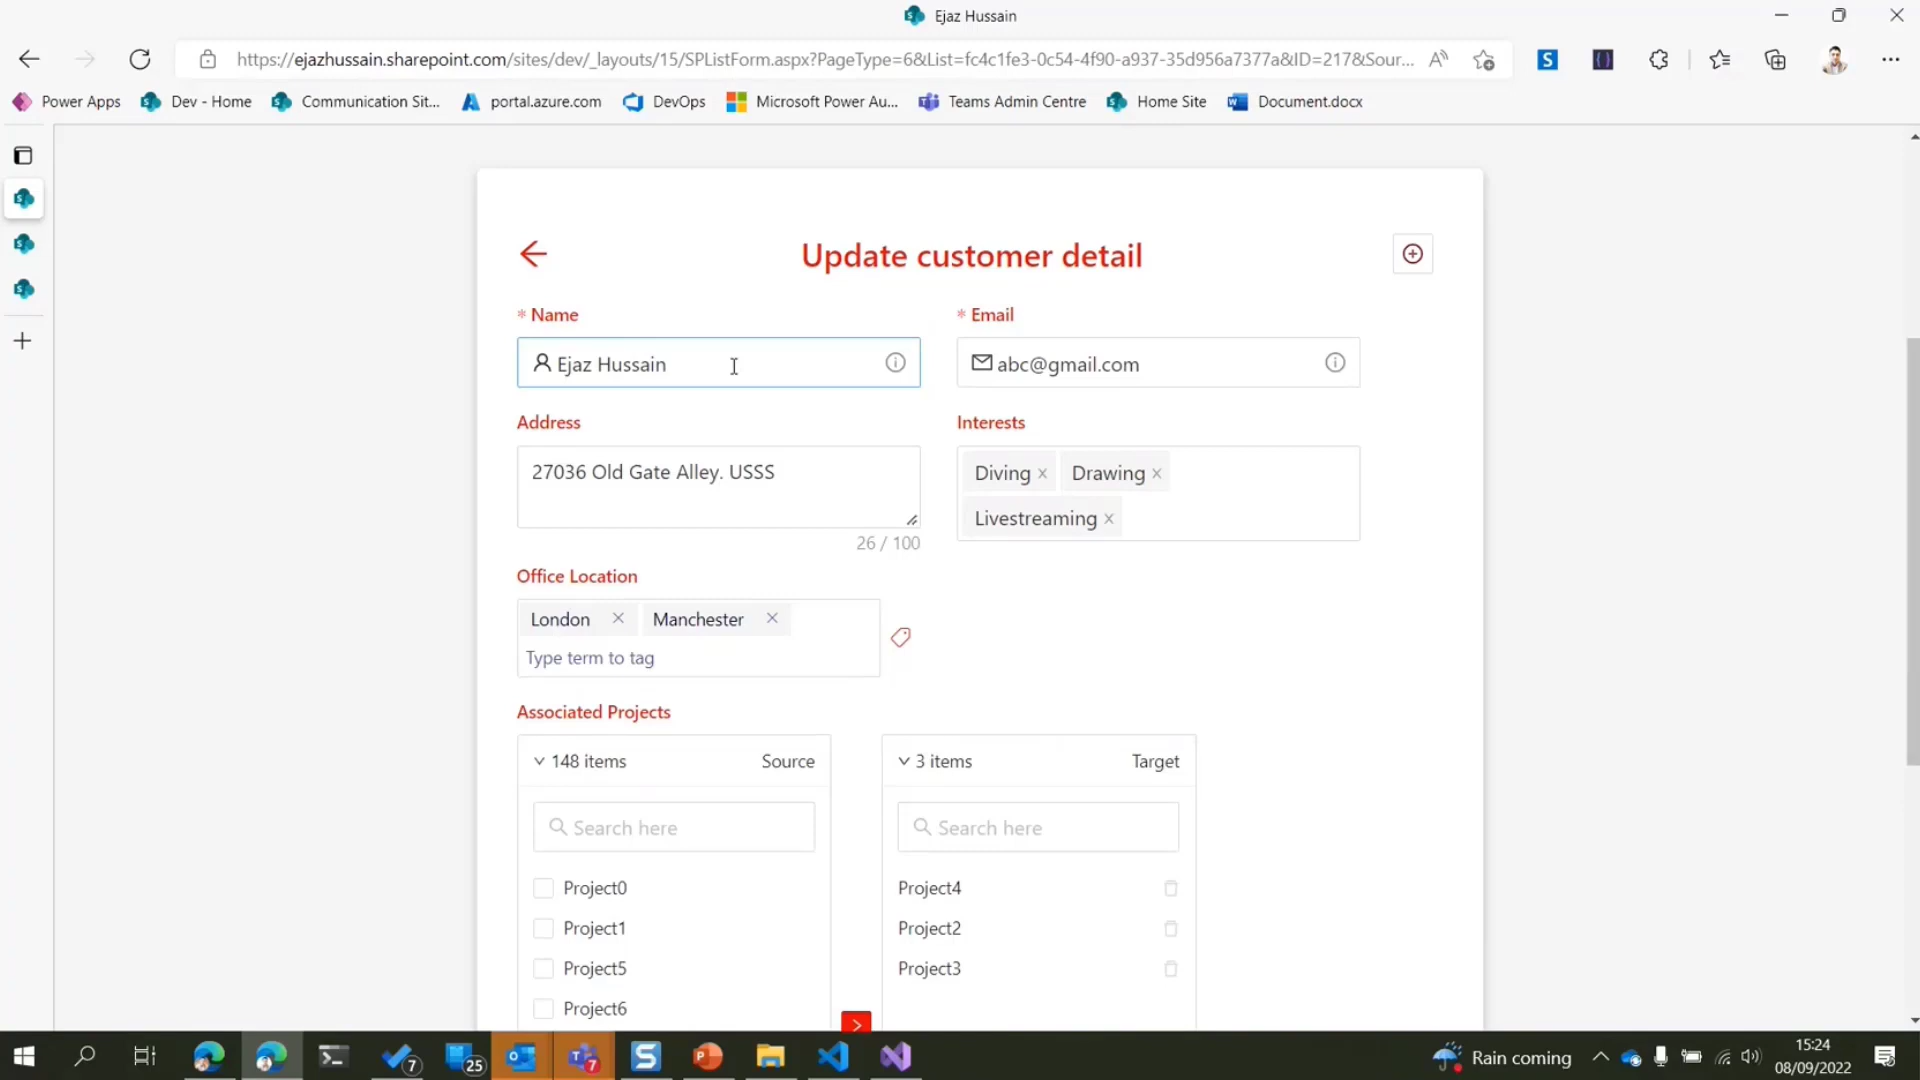 Ejaz Hussain
https://ejazhussain.sharepoint.com/sites/dev/_layouts/15/SPListForm.aspx?PageType=6&List=fc4c1fe3-0c54-4f90-a937-35d956a7377a&ID=217&Sour...
Power Apps
Dev - Home
Communication Sit...
portal.azure.com
DevOps
Microsoft Power Au...
Teams Admin Centre
Home Site
Document.docx
Update customer detail
* Name
* Email
Ejaz Hussain
abc@gmail.com
Address
Interests
27036 Old Gate Alley. USSS
26 / 100
Diving ×
Drawing ×
Livestreaming ×
Office Location
London ×
Manchester ×
Type term to tag
Associated Projects
148 items
Source
3 items
Target
Search here
Search here
Project0
Project1
Project5
Project6
Project4
Project2
Project3
7
25
7
Rain coming
15:24
08/09/2022